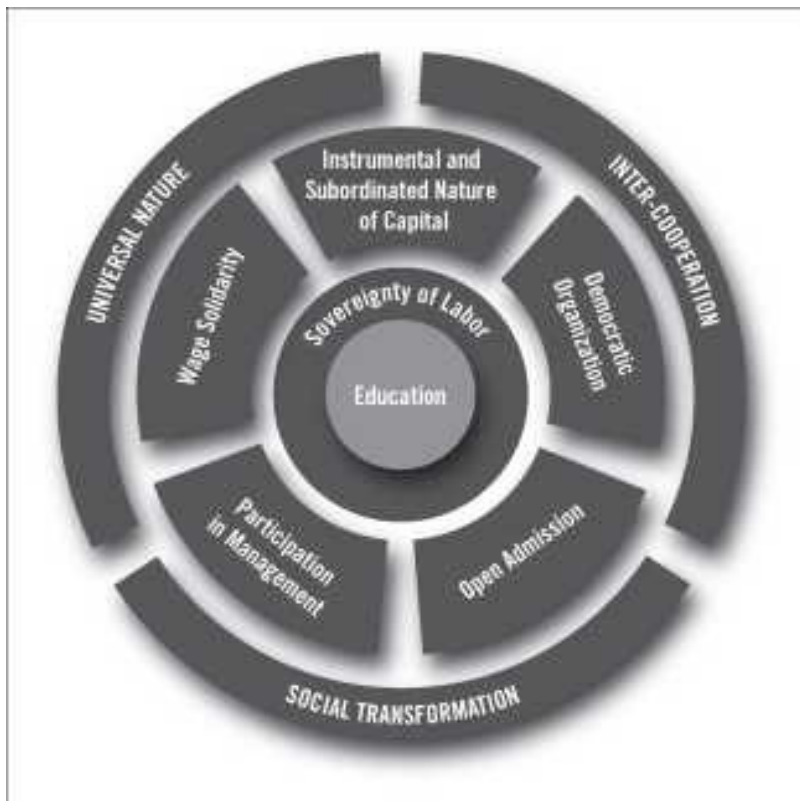 UNIVERSAL NATURE
INTER-COOPERATION
Instrumental and
Subordinated Nature
of Capital
Wage Solidarity
Democratic
Organization
Sovereignty of Labor
Education
Participation
in Management
Open Admission
SOCIAL TRANSFORMATION